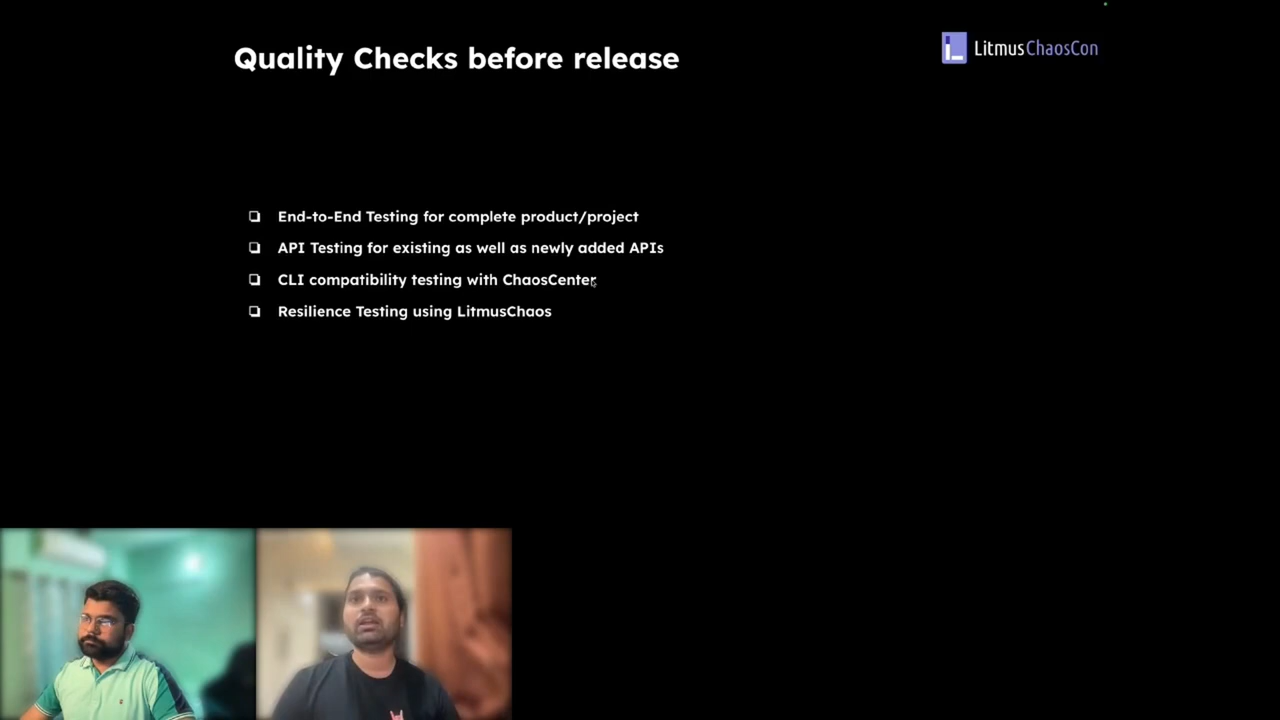 Quality Checks before release
LitmusChaosCon
End-to-End Testing for complete product/project
API Testing for existing as well as newly added APIs
CLI compatibility testing with ChaosCenter
Resilience Testing using LitmusChaos